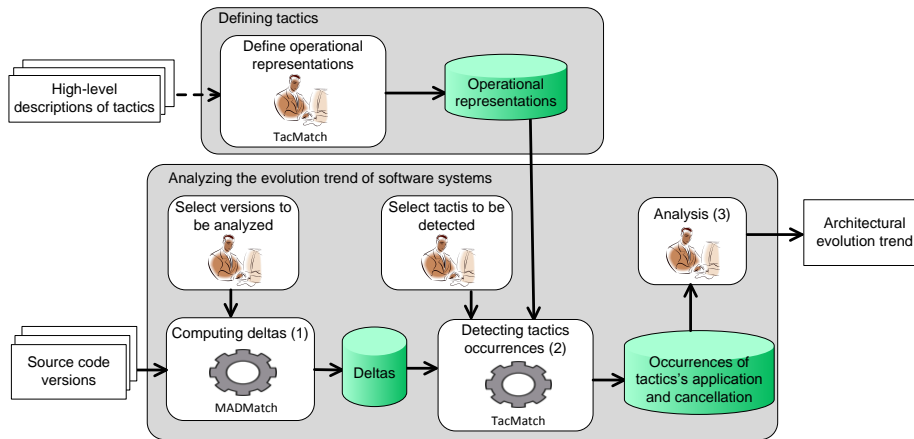 Defining tactics
Define operational
representations
TacMatch
High-level
descriptions of tactics
Operational
representations
Analyzing the evolution trend of software systems
Select versions to
be analyzed
Select tactis to be
detected
Analysis (3)
Architectural
evolution trend
Source code
versions
Computing deltas (1)
MADMatch
Deltas
Detecting tactics
occurrences (2)
TacMatch
Occurrences of
tactics's application
and cancellation